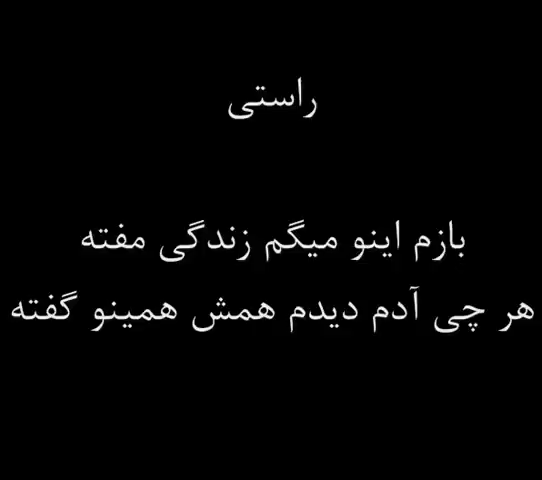 راستی
بازم اینو میگم زندگی مفته
هر چی آدم دیدم همش همینو گفته